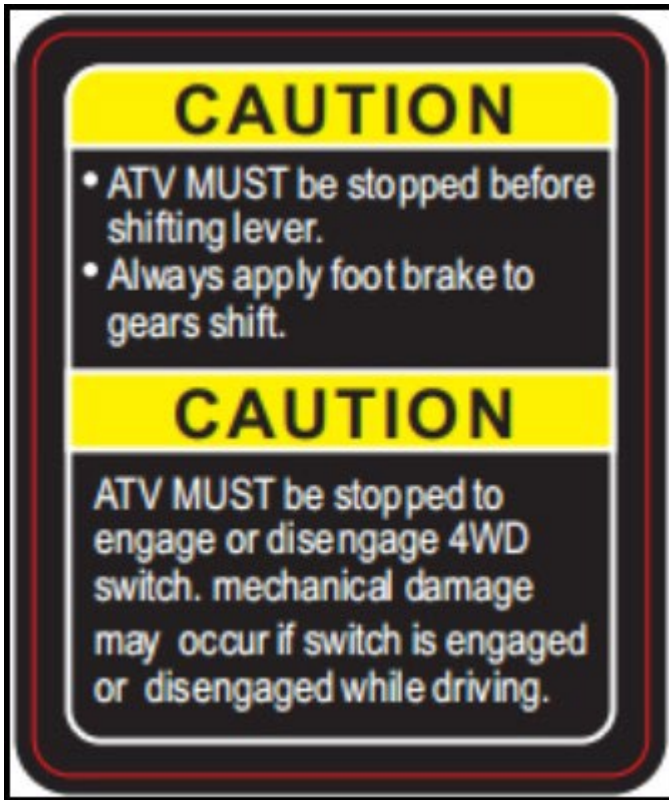 CAUTION
• ATV MUST be stopped before
shifting lever.
• Always apply foot brake to
gears shift.
CAUTION
ATV MUST be stopped to
engage or disengage 4WD
switch. mechanical damage
may occur if switch is engaged
or disengaged while driving.